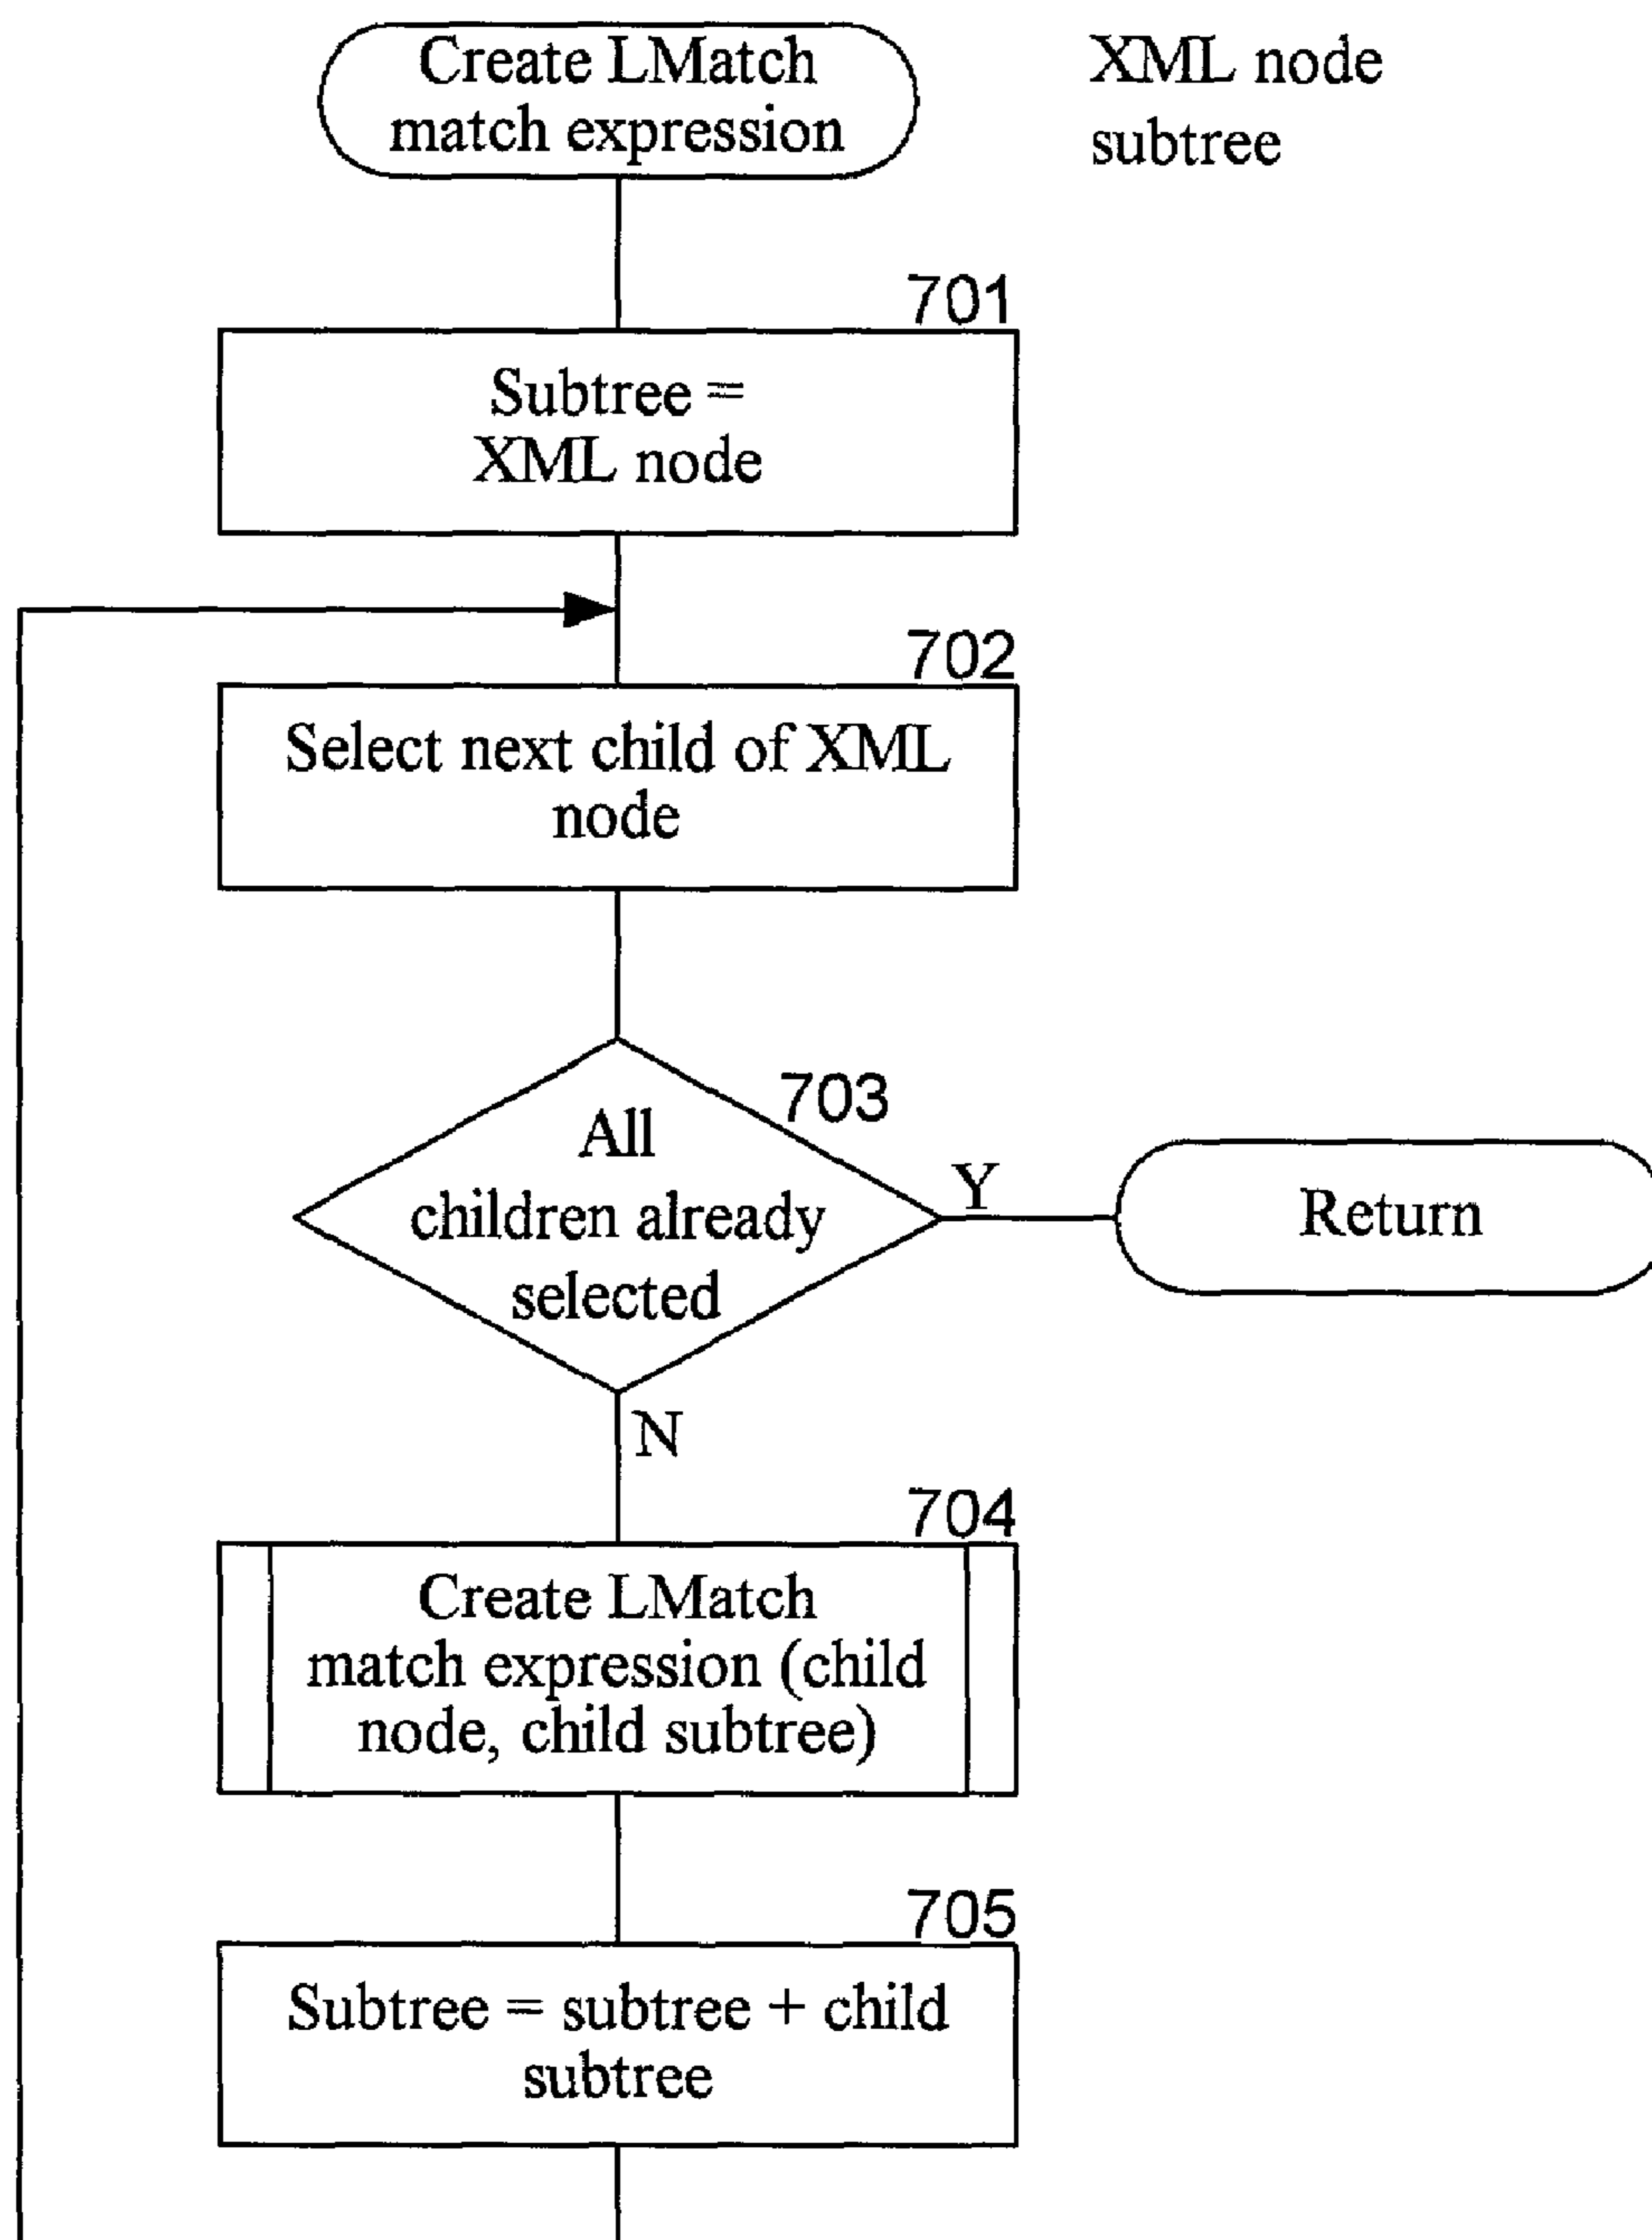 Create LMatch
match expression
XML node
subtree
701
Subtree =
XML node
702
Select next child of XML
node
703
All
children already
selected
Y
Return
N
704
Create LMatch
match expression (child
node, child subtree)
705
Subtree = subtree + child
subtree